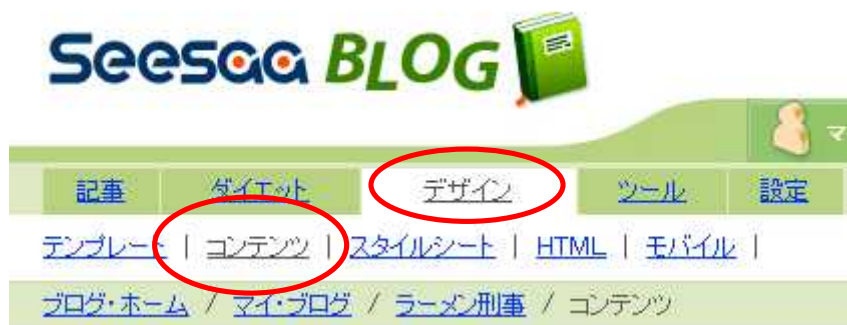 Seesaa BLOG
マ
記事 ダイエット デザイン ツール 設定
テンプレート | コンテンツ | スタイルシート | HTML | モバイル |
ブログ・ホーム / マイ・ブログ / ラーメン刑事 / コンテンツ